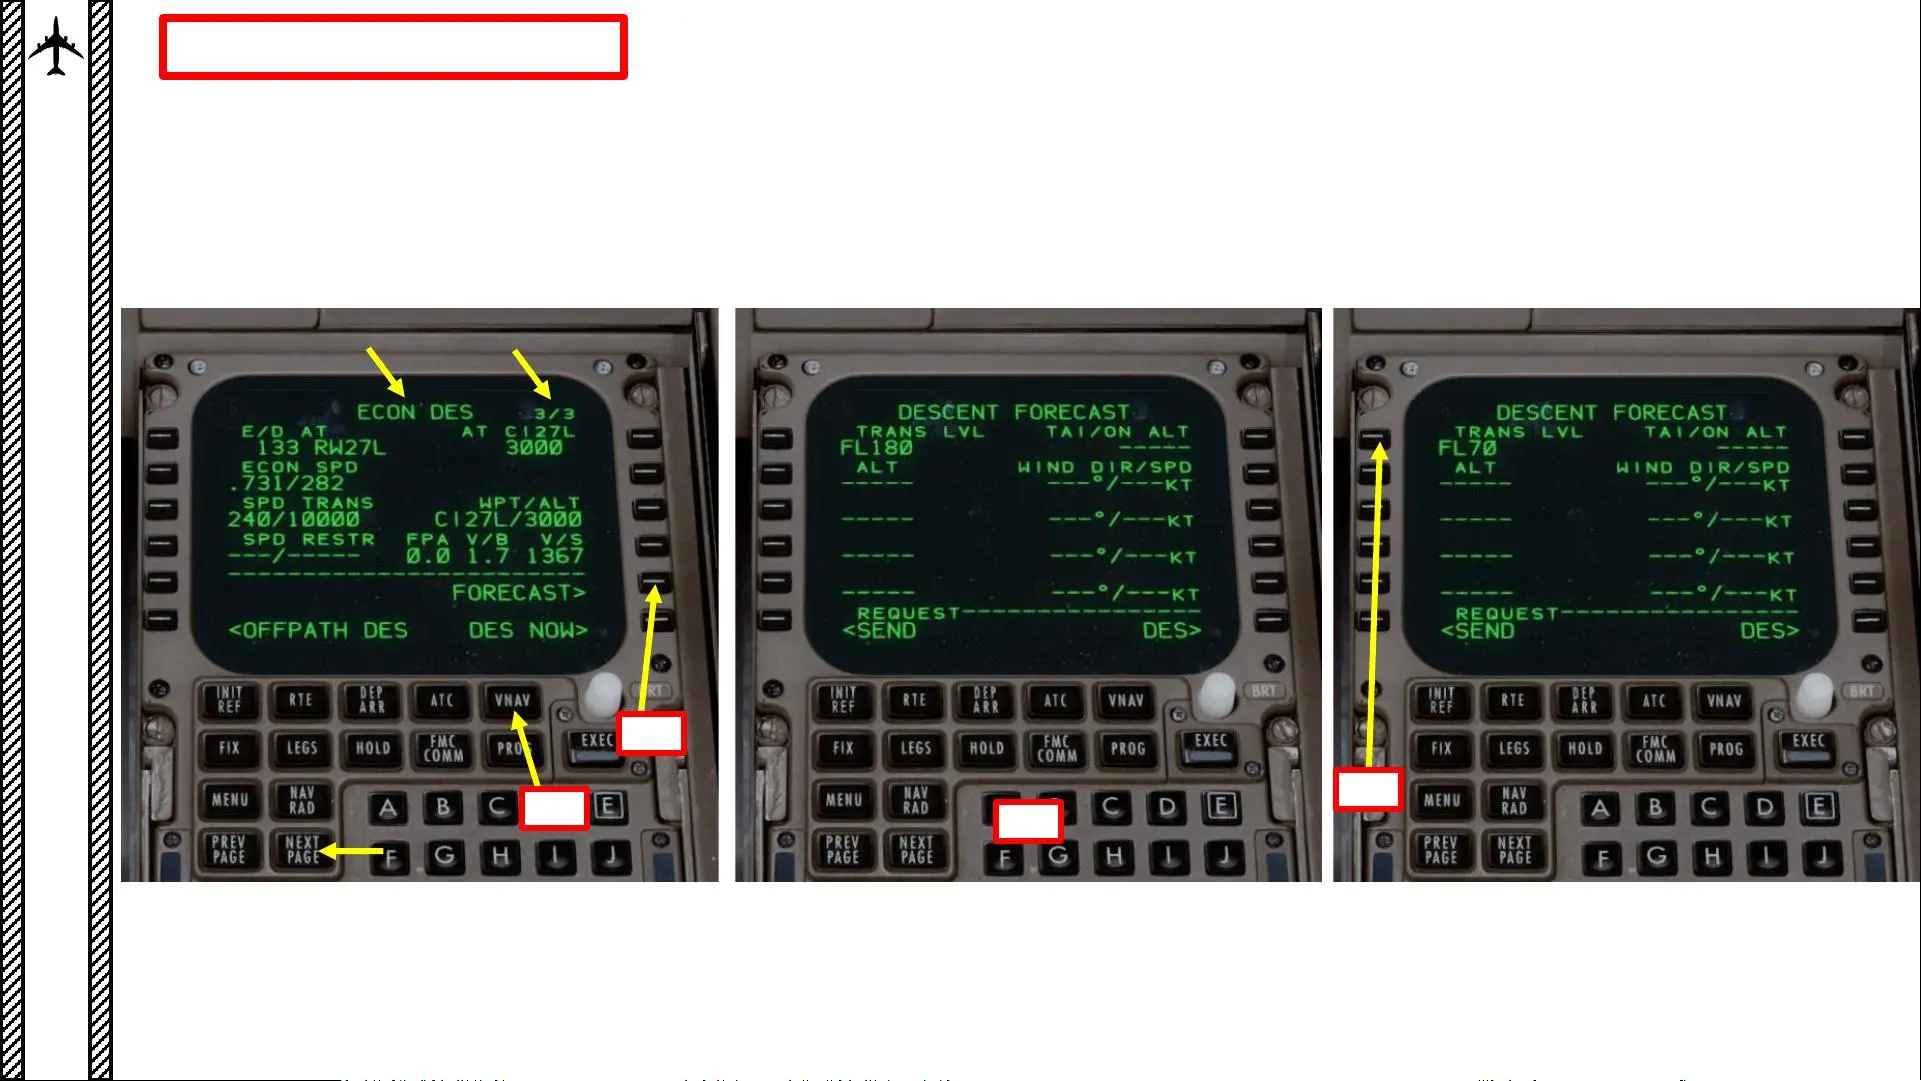 ECON DES 3/3
E/D AT AT CI27L
133 RW27L 3000
ECON SPD
.731/282
SPD TRANS WPT/ALT
240/10000 CI27L/3000
SPD RESTR FPA V/B V/S
---/----- 0.0 1.7 1367
------------------------
FORECAST>
<OFFPATH DES DES NOW>
INIT REF RTE DEP ARR ATC VNAV BRT
FIX LEGS HOLD FMC COMM PROG EXEC
MENU NAV RAD A B C E
PREV PAGE NEXT PAGE F G H I J
DESCENT FORECAST
TRANS LVL TAI/ON ALT
FL180 -----
ALT WIND DIR/SPD
----- ---°/---KT
----- ---°/---KT
----- ---°/---KT
----- ---°/---KT
REQUEST----------------
<SEND DES>
INIT REF RTE DEP ARR ATC VNAV BRT
FIX LEGS HOLD FMC COMM PROG EXEC
MENU NAV RAD C D E
PREV PAGE NEXT PAGE F G H I J
DESCENT FORECAST
TRANS LVL TAI/ON ALT
FL70 -----
ALT WIND DIR/SPD
----- ---°/---KT
----- ---°/---KT
----- ---°/---KT
----- ---°/---KT
REQUEST----------------
<SEND DES>
INIT REF RTE DEP ARR ATC VNAV BRT
FIX LEGS HOLD FMC COMM PROG EXEC
MENU NAV RAD A B C D E
PREV PAGE NEXT PAGE F G H I J